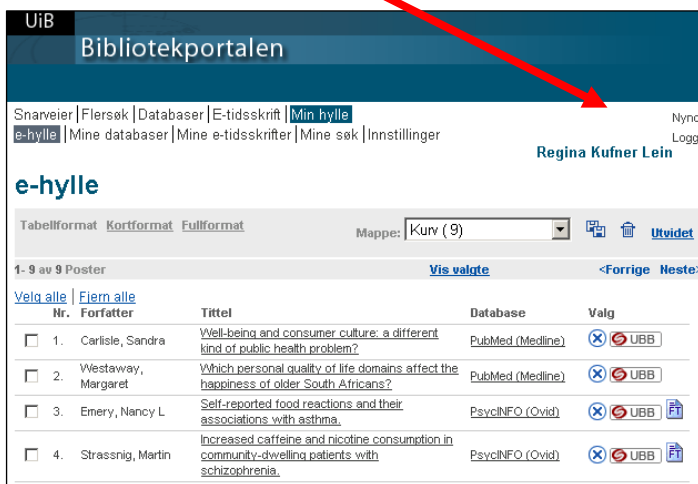 UiB
Bibliotekportalen
Snarveier | Flersøk | Databaser | E-tidsskrift | Min hylle
Nyno
e-hylle | Mine databaser | Mine e-tidsskrifter | Mine søk | Innstillinger
Logg
Regina Kufner Lein
e-hylle
Tabellformat Kortformat Fullformat Mappe: Kurv ( 9) Utvidet
1- 9 av 9 Poster Vis valgte <Forrige Neste>
Velg alle | Fjern alle
Nr. Forfatter Tittel Database Valg
1. Carlisle, Sandra Well-being and consumer culture: a different PubMed (Medline) UBB
kind of public health problem?
2. Westaway, Which personal quality of life domains affect the PubMed (Medline) UBB
Margaret happiness of older South Africans?
3. Emery, Nancy L Self-reported food reactions and their PsycINFO (Ovid) UBB FT
associations with asthma.
4. Strassnig, Martin Increased caffeine and nicotine consumption in PsycINFO (Ovid) UBB FT
community-dwelling patients with
schizophrenia.